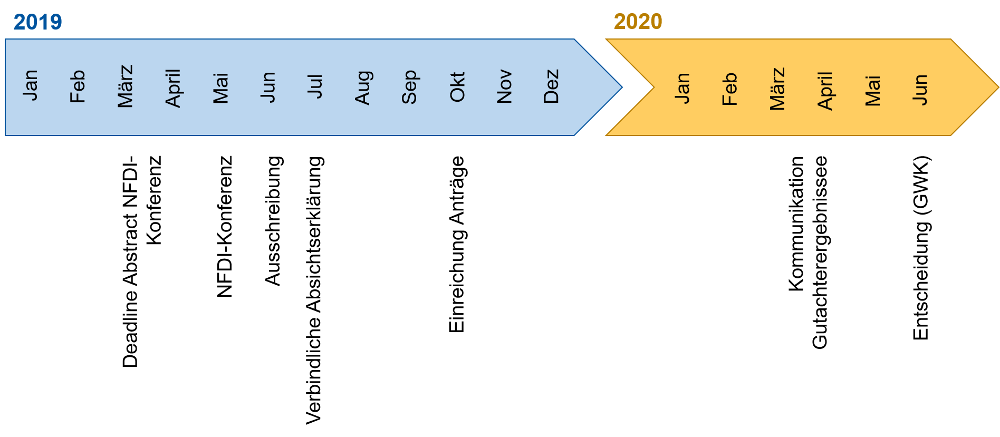 2019
2020
Jan
Feb
März
April
Mai
Jun
Jul
Aug
Sep
Okt
Nov
Dez
Jan
Feb
März
April
Mai
Jun
Deadline Abstract NFDI-
Konferenz
NFDI-Konferenz
Ausschreibung
Verbindliche Absichtserklärung
Einreichung Anträge
Kommunikation
Gutachterergebnissee
Entscheidung (GWK)